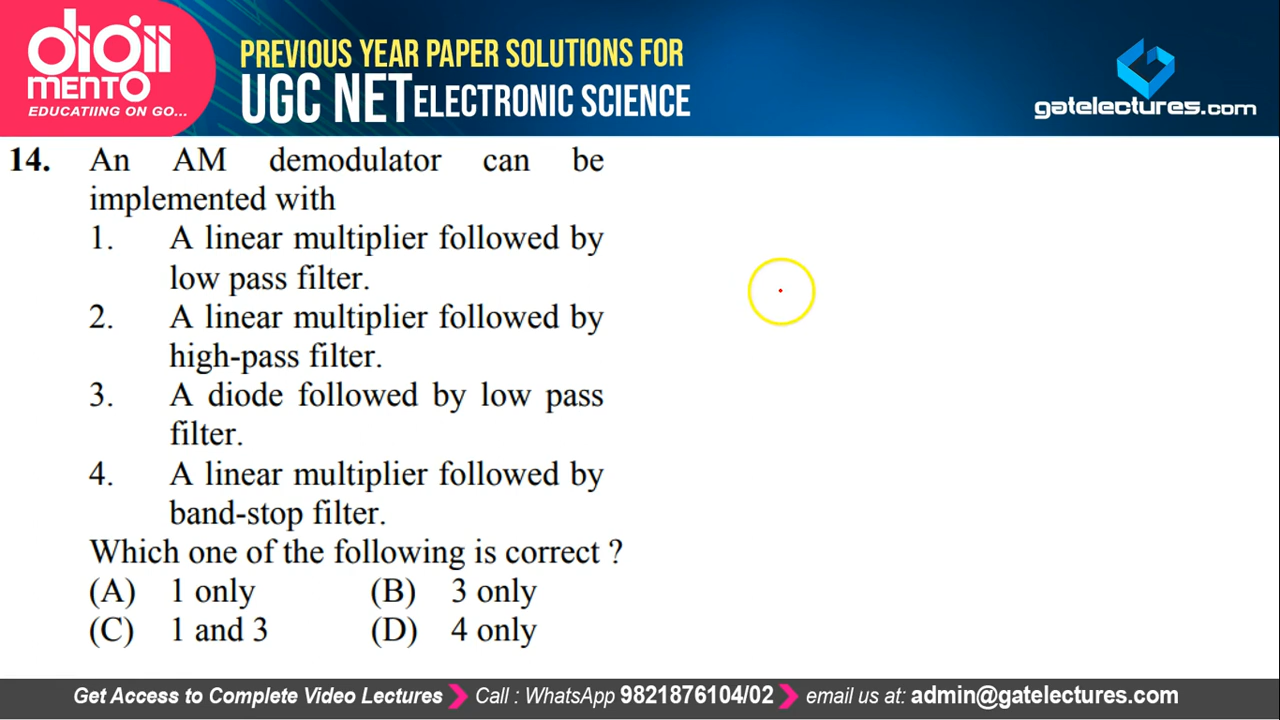 digii
MENTO
EDUCATIING ON GO...
PREVIOUS YEAR PAPER SOLUTIONS FOR
UGC NET ELECTRONIC SCIENCE
gatelectures.com
14. An AM demodulator can be
implemented with
1. A linear multiplier followed by
low pass filter.
2. A linear multiplier followed by
high-pass filter.
3. A diode followed by low pass
filter.
4. A linear multiplier followed by
band-stop filter.
Which one of the following is correct ?
(A) 1 only (B) 3 only
(C) 1 and 3 (D) 4 only
Get Access to Complete Video Lectures Call : WhatsApp 9821876104/02 email us at: admin@gatelectures.com